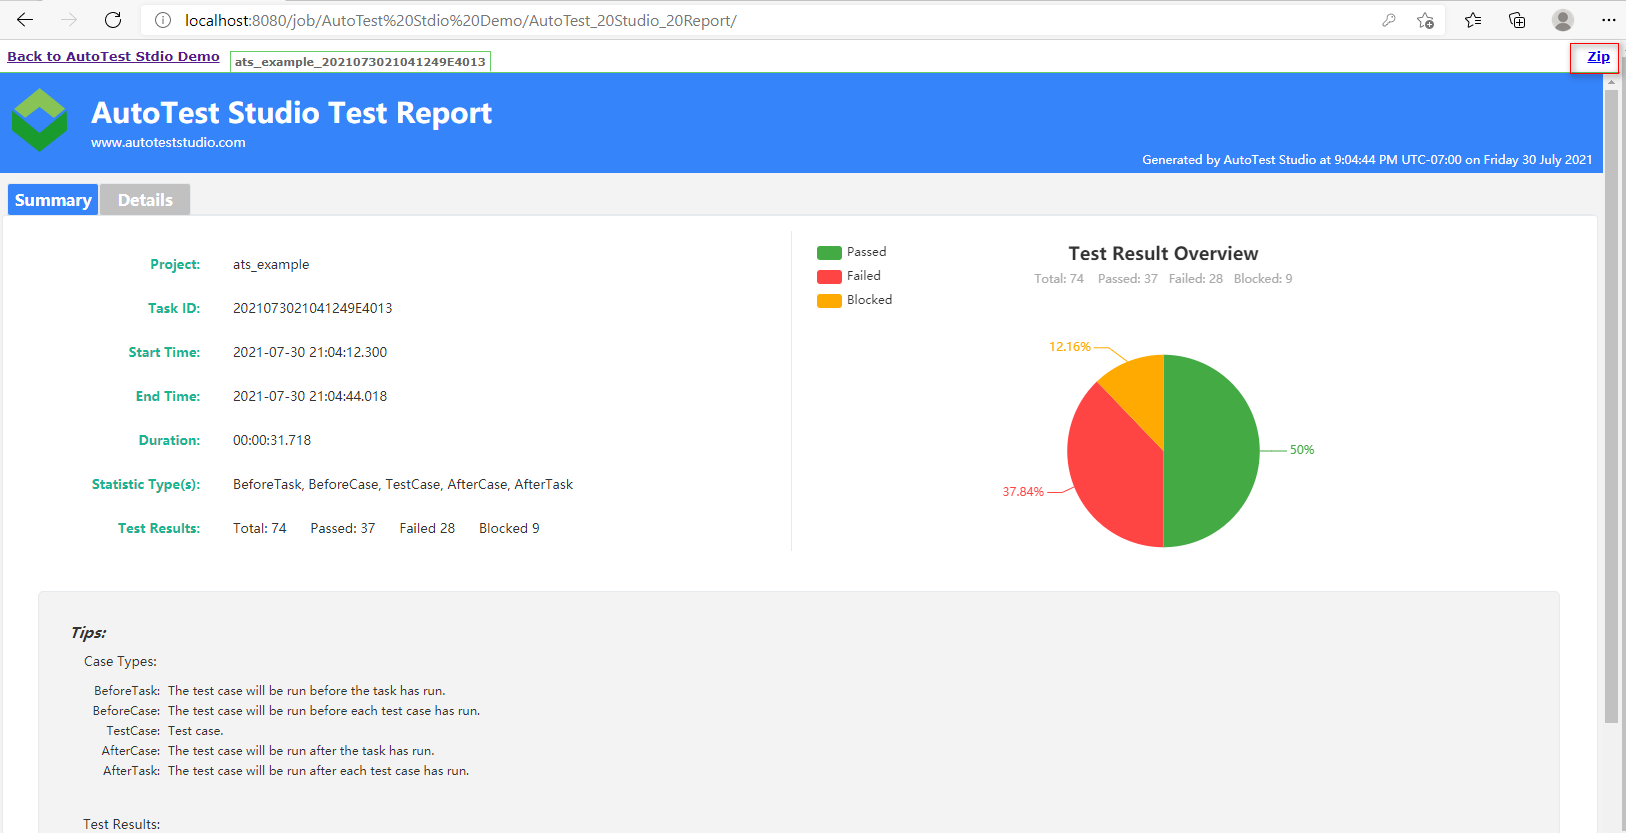 localhost:8080/job/AutoTest%20Stdio%20Demo/AutoTest_20Studio_20Report/
Back to AutoTest Stdio Demo
ats_example_2021073021041249E4013
Zip
AutoTest Studio Test Report
www.autoteststudio.com
Generated by AutoTest Studio at 9:04:44 PM UTC-07:00 on Friday 30 July 2021
Summary
Details
Project: ats_example
Task ID: 2021073021041249E4013
Start Time: 2021-07-30 21:04:12.300
End Time: 2021-07-30 21:04:44.018
Duration: 00:00:31.718
Statistic Type(s): BeforeTask, BeforeCase, TestCase, AfterCase, AfterTask
Test Results: Total: 74 Passed: 37 Failed 28 Blocked 9
Passed
Failed
Blocked
Test Result Overview
Total: 74 Passed: 37 Failed: 28 Blocked: 9
12.16%
50%
37.84%
Tips:
Case Types:
BeforeTask: The test case will be run before the task has run.
BeforeCase: The test case will be run before each test case has run.
TestCase: Test case.
AfterCase: The test case will be run after the task has run.
AfterTask: The test case will be run after each test case has run.
Test Results: